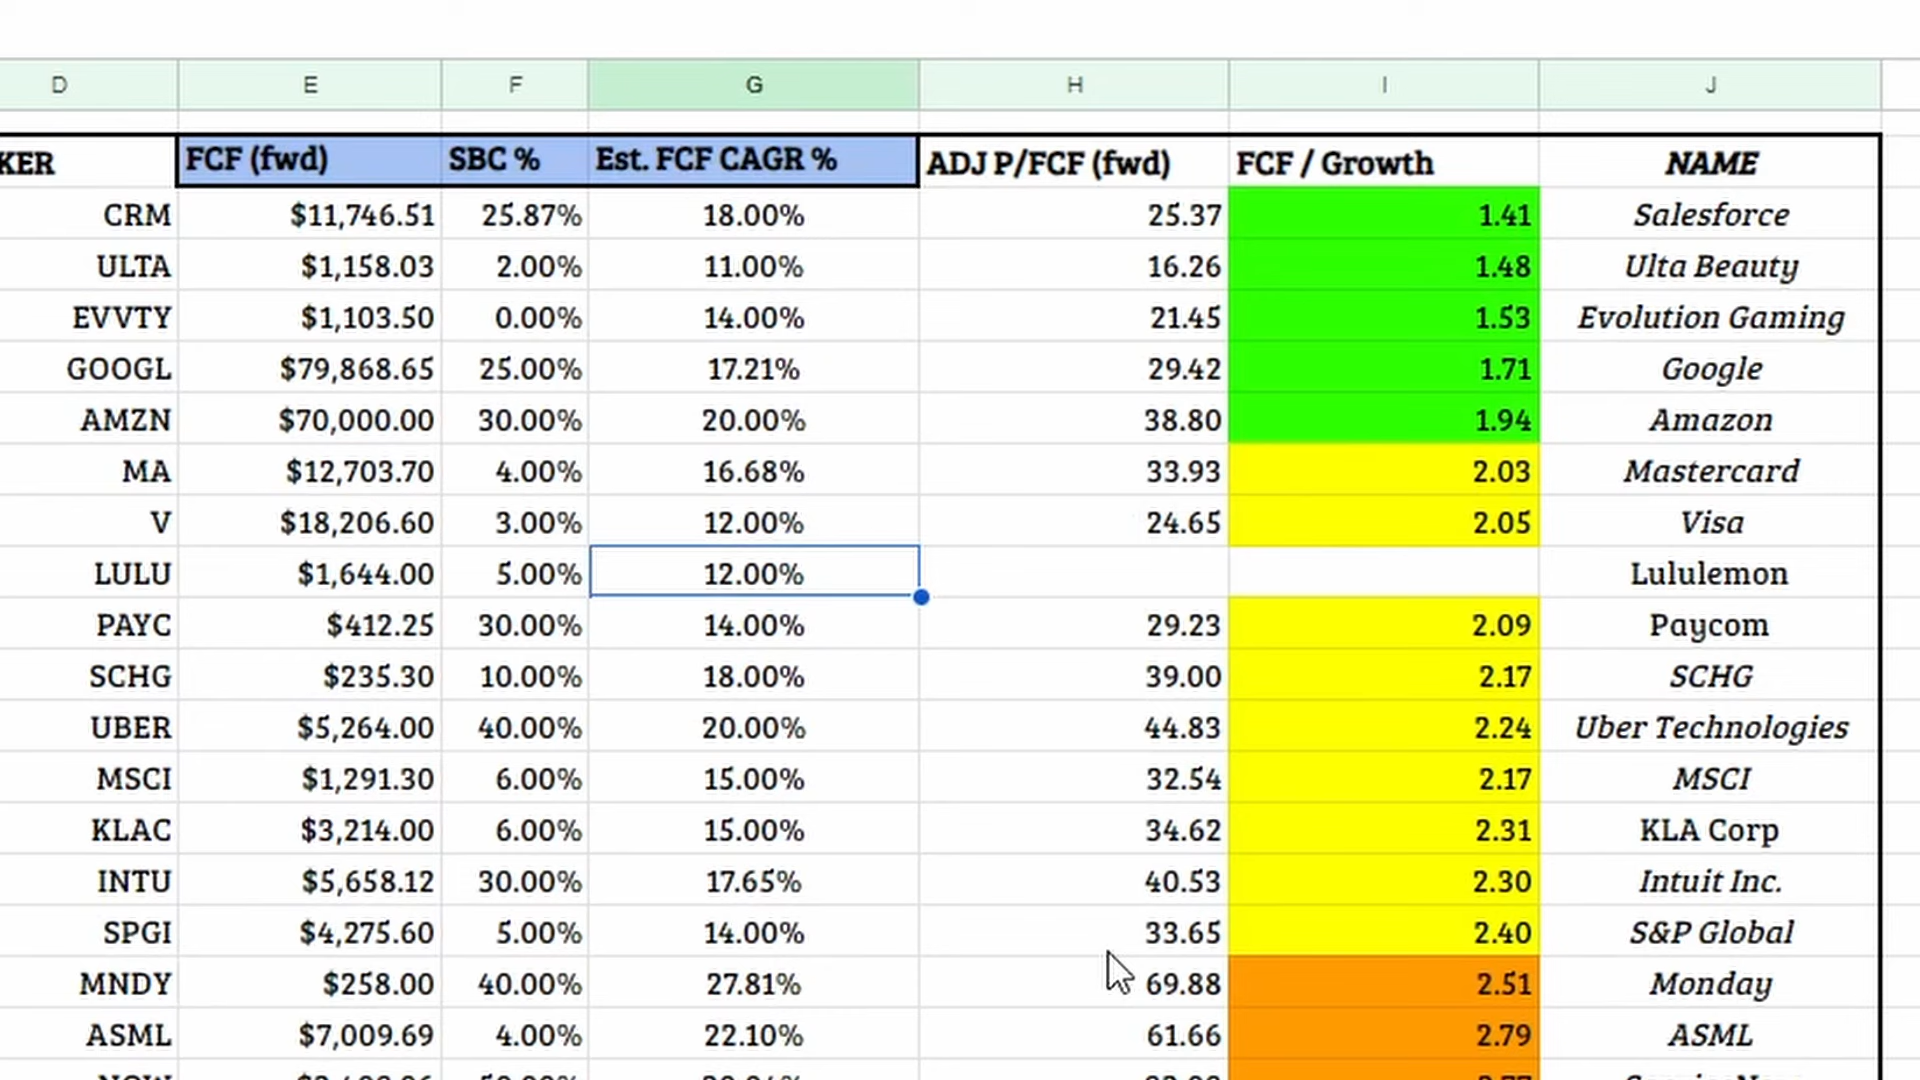 D E F G H I J
KER FCF (fwd) SBC % Est. FCF CAGR % ADJ P/FCF (fwd) FCF / Growth NAME
CRM $11,746.51 25.87% 18.00% 25.37 1.41 Salesforce
ULTA $1,158.03 2.00% 11.00% 16.26 1.48 Ulta Beauty
EVVTY $1,103.50 0.00% 14.00% 21.45 1.53 Evolution Gaming
GOOGL $79,868.65 25.00% 17.21% 29.42 1.71 Google
AMZN $70,000.00 30.00% 20.00% 38.80 1.94 Amazon
MA $12,703.70 4.00% 16.68% 33.93 2.03 Mastercard
V $18,206.60 3.00% 12.00% 24.65 2.05 Visa
LULU $1,644.00 5.00% 12.00% Lululemon
PAYC $412.25 30.00% 14.00% 29.23 2.09 Paycom
SCHG $235.30 10.00% 18.00% 39.00 2.17 SCHG
UBER $5,264.00 40.00% 20.00% 44.83 2.24 Uber Technologies
MSCI $1,291.30 6.00% 15.00% 32.54 2.17 MSCI
KLAC $3,214.00 6.00% 15.00% 34.62 2.31 KLA Corp
INTU $5,658.12 30.00% 17.65% 40.53 2.30 Intuit Inc.
SPGI $4,275.60 5.00% 14.00% 33.65 2.40 S&P Global
MNDY $258.00 40.00% 27.81% 69.88 2.51 Monday
ASML $7,009.69 4.00% 22.10% 61.66 2.79 ASML